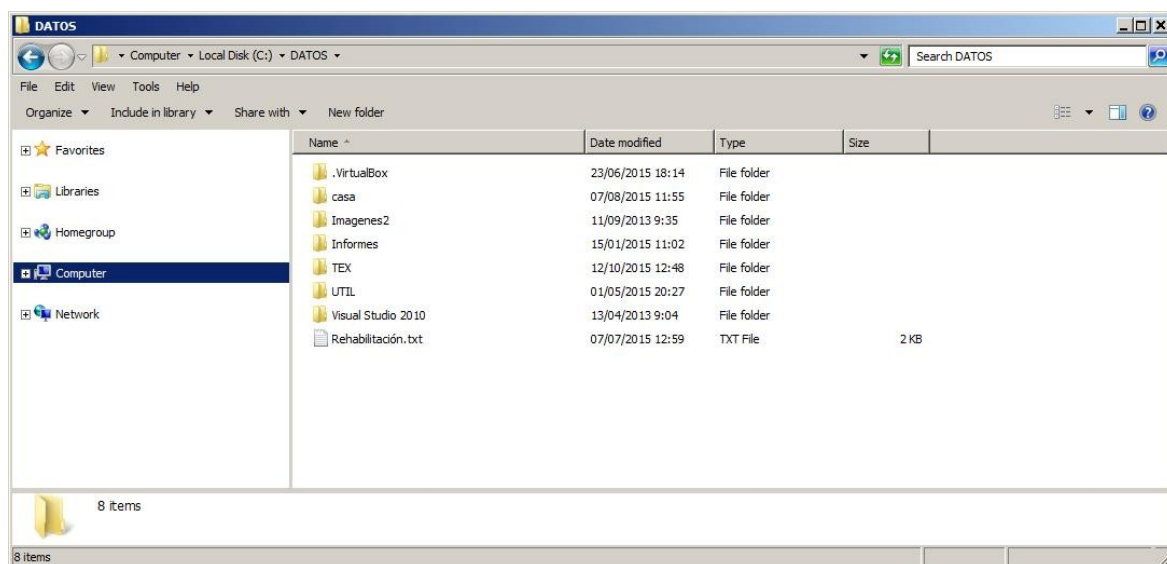 DATOS
Computer Local Disk (C:) DATOS Search DATOS
File Edit View Tools Help
Organize Include in library Share with New folder
Favorites
Libraries
Homegroup
Computer
Network
Name Date modified Type Size
.VirtualBox 23/06/2015 18:14 File folder
casa 07/08/2015 11:55 File folder
Imagenes2 11/09/2013 9:35 File folder
Informes 15/01/2015 11:02 File folder
TEX 12/10/2015 12:48 File folder
UTIL 01/05/2015 20:27 File folder
Visual Studio 2010 13/04/2013 9:04 File folder
Rehabilitación.txt 07/07/2015 12:59 TXT File 2 KB
8 items
8 items